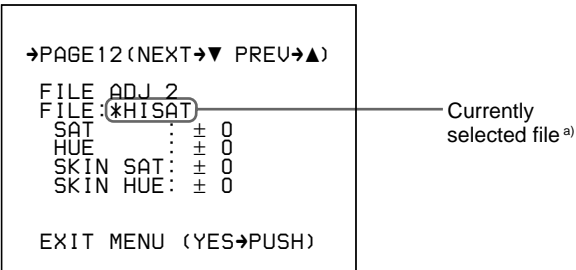 ➔PAGE12(NEXT➔▼ PREV➔▲)
FILE ADJ 2
FILE:*HISAT
SAT : ± 0
HUE : ± 0
SKIN SAT: ± 0
SKIN HUE: ± 0
EXIT MENU (YES➔PUSH)
Currently
selected file a)